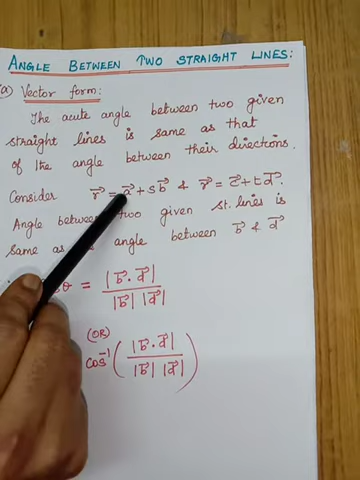 ANGLE BETWEEN TWO STRAIGHT LINES:
(a) Vector form:
The acute angle between two given
straight lines is same as that
of the angle between their directions.
Consider r⃗ = a⃗ + s b⃗ & r⃗ = c⃗ + t d⃗.
Angle between two given st. lines is
same as angle between b⃗ & d⃗
θ = |b⃗ · d⃗| / |b⃗| |d⃗|
(OR)
cos⁻¹ ( |b⃗ · d⃗| / |b⃗| |d⃗| )